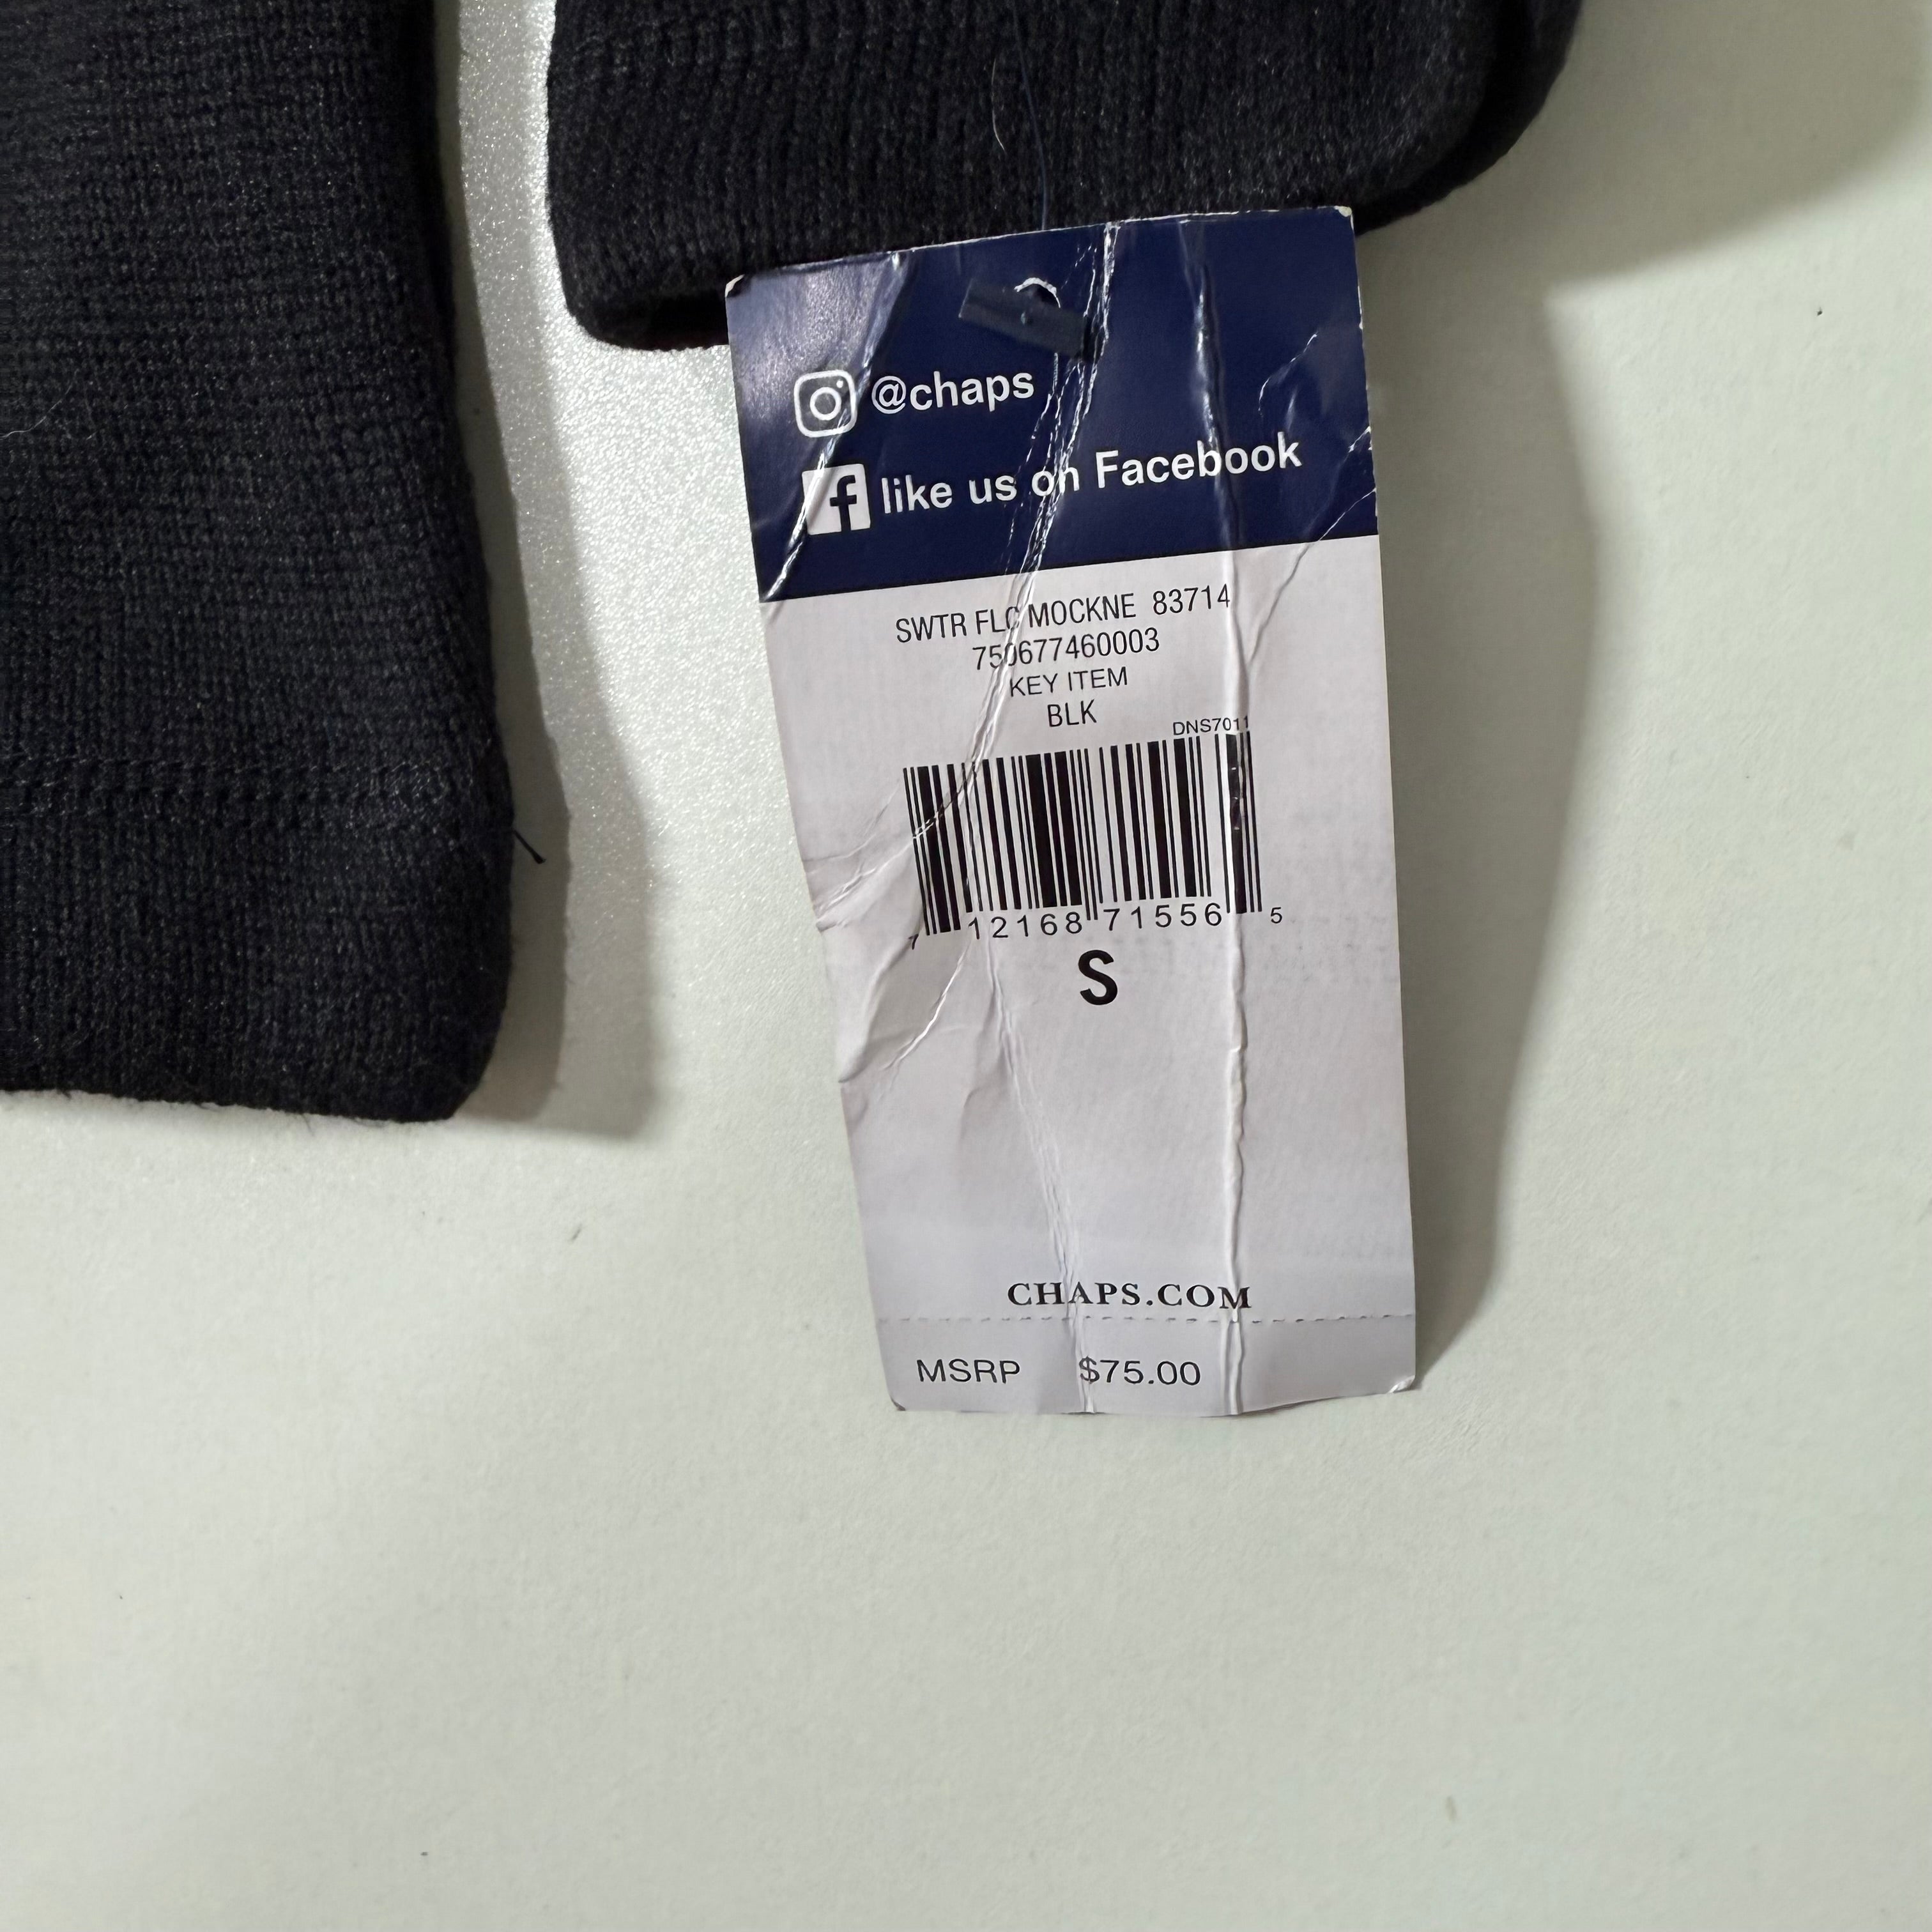 @chaps
like us on Facebook
SWTR FLC MOCKNE 83714
750677460003
KEY ITEM
BLK
DNS7011
7 12168 71556 5
S
CHAPS.COM
MSRP $75.00